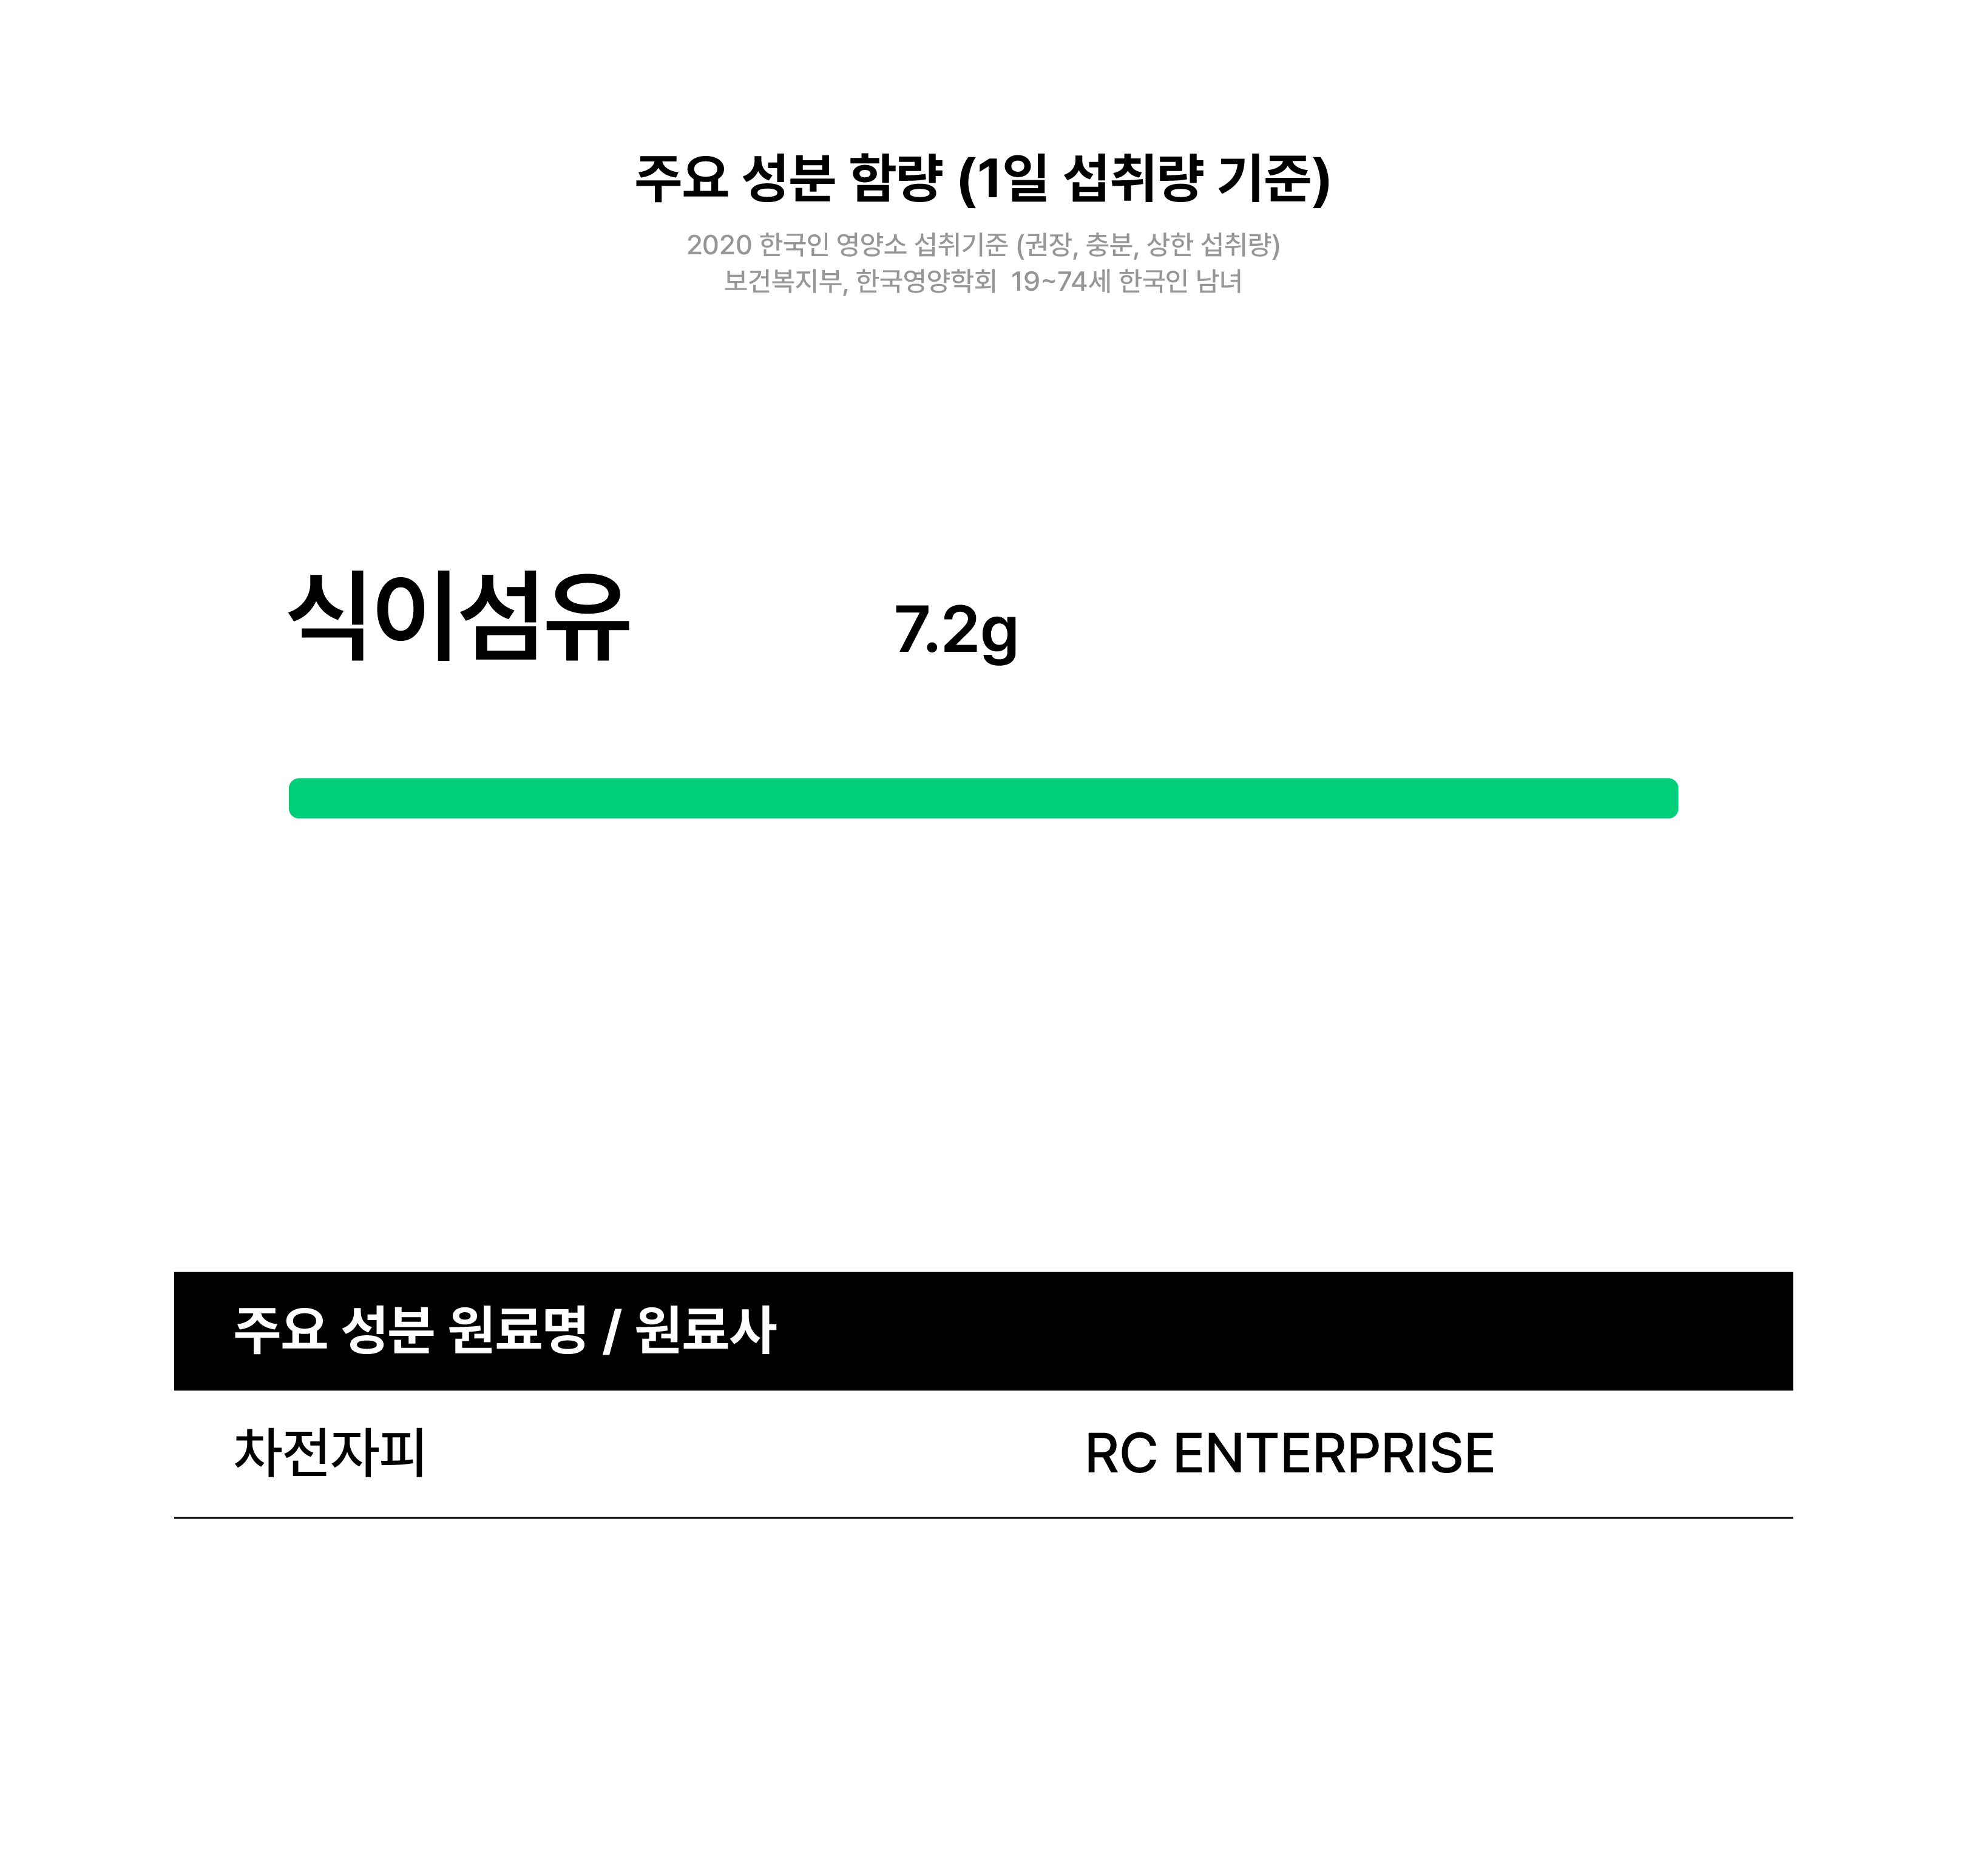 주요 성분 함량 (1일 섭취량 기준)
2020 한국인 영양소 섭취기준 (권장, 충분, 상한 섭취량)
보건복지부, 한국영양학회 19~74세 한국인 남녀
식이섬유 7.2g
주요 성분 원료명 / 원료사
차전자피 RC ENTERPRISE